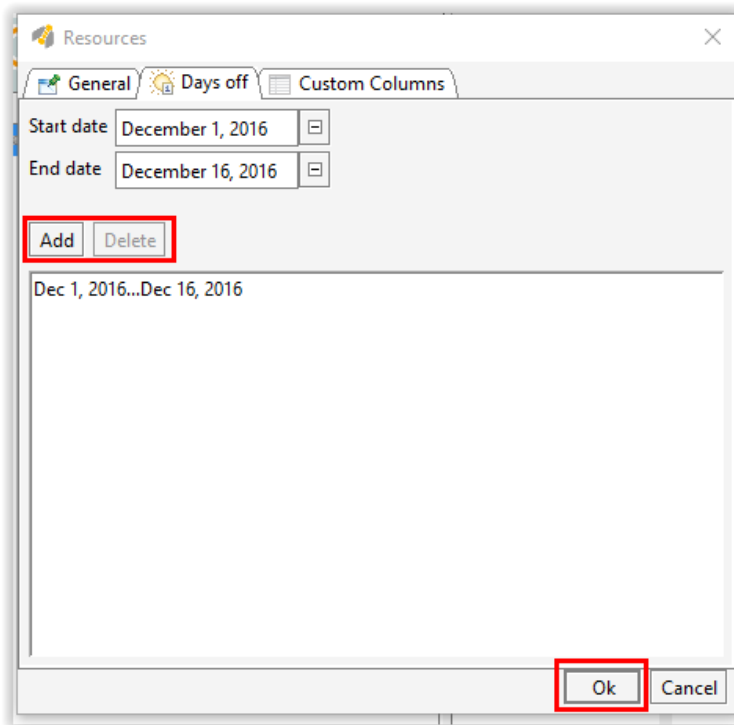 Resources
General Days off Custom Columns
Start date December 1, 2016
End date December 16, 2016
Add Delete
Dec 1, 2016...Dec 16, 2016
Ok Cancel